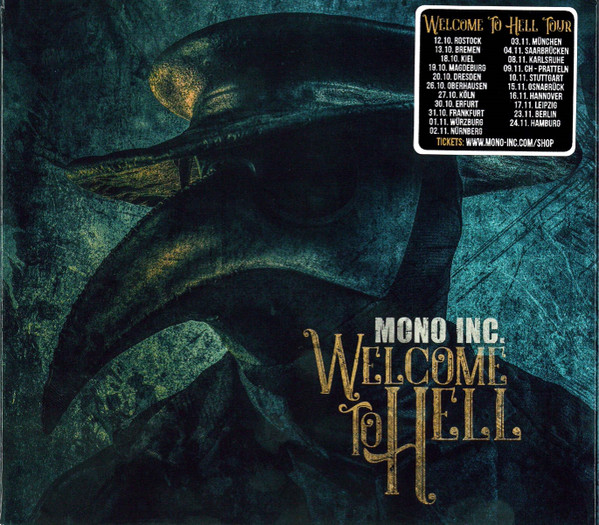 WELCOME TO HELL TOUR
12.10. ROSTOCK
13.10. BREMEN
18.10. KIEL
19.10. MAGDEBURG
20.10. DRESDEN
26.10. OBERHAUSEN
27.10. KÖLN
30.10. ERFURT
31.10. FRANKFURT
01.11. WÜRZBURG
02.11. NÜRNBERG
03.11. MÜNCHEN
04.11. SAARBRÜCKEN
08.11. KARLSRUHE
09.11. CH - PRATTELN
10.11. STUTTGART
15.11. OSNABRÜCK
16.11. HANNOVER
17.11. LEIPZIG
23.11. BERLIN
24.11. HAMBURG
TICKETS: WWW.MONO-INC.COM/SHOP
MONO INC.
WELCOME
TO HELL